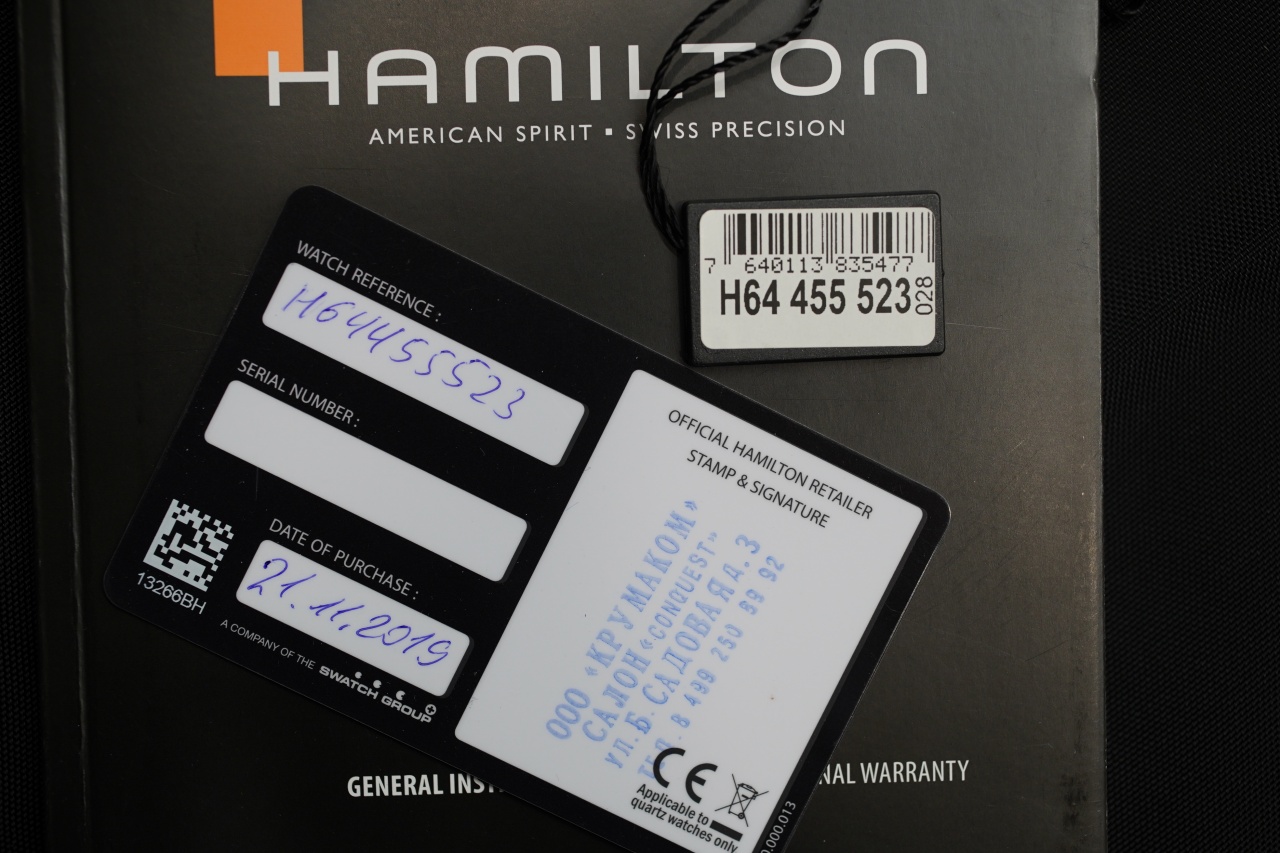 HAMILTON
AMERICAN SPIRIT ▪ SWISS PRECISION
7 640113 835477
H64 455 523
028
WATCH REFERENCE :
H64455523
SERIAL NUMBER :
DATE OF PURCHASE :
21.11.2019
13266BH
A COMPANY OF THE SWATCH GROUP
OFFICIAL HAMILTON RETAILER
STAMP & SIGNATURE
ООО «КРУМАКОМ»
САЛОН «CONQUEST»
ул. Б. САДОВАЯ д. 3
ТЕЛ. 8 499 250 99 92
CE
Applicable to
quartz watches only
GENERAL
WARRANTY